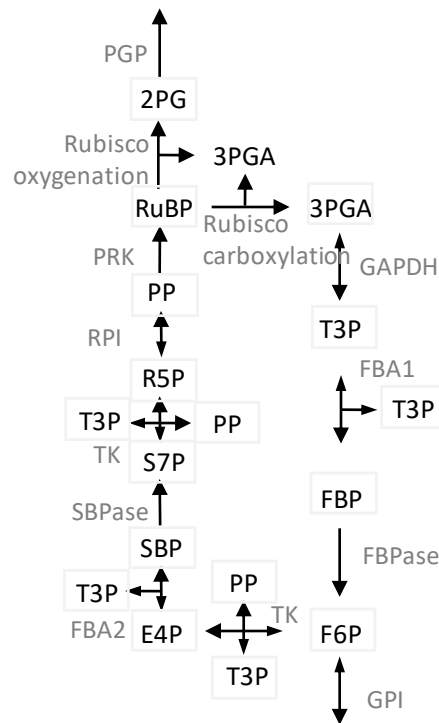 PGP
2PG
Rubisco
oxygenation
3PGA
RuBP
3PGA
Rubisco
carboxylation
PRK
GAPDH
PP
T3P
RPI
R5P
FBA1
T3P
PP
T3P
TK
S7P
SBPase
FBP
SBP
FBPase
T3P
PP
FBA2
E4P
TK
F6P
T3P
GPI